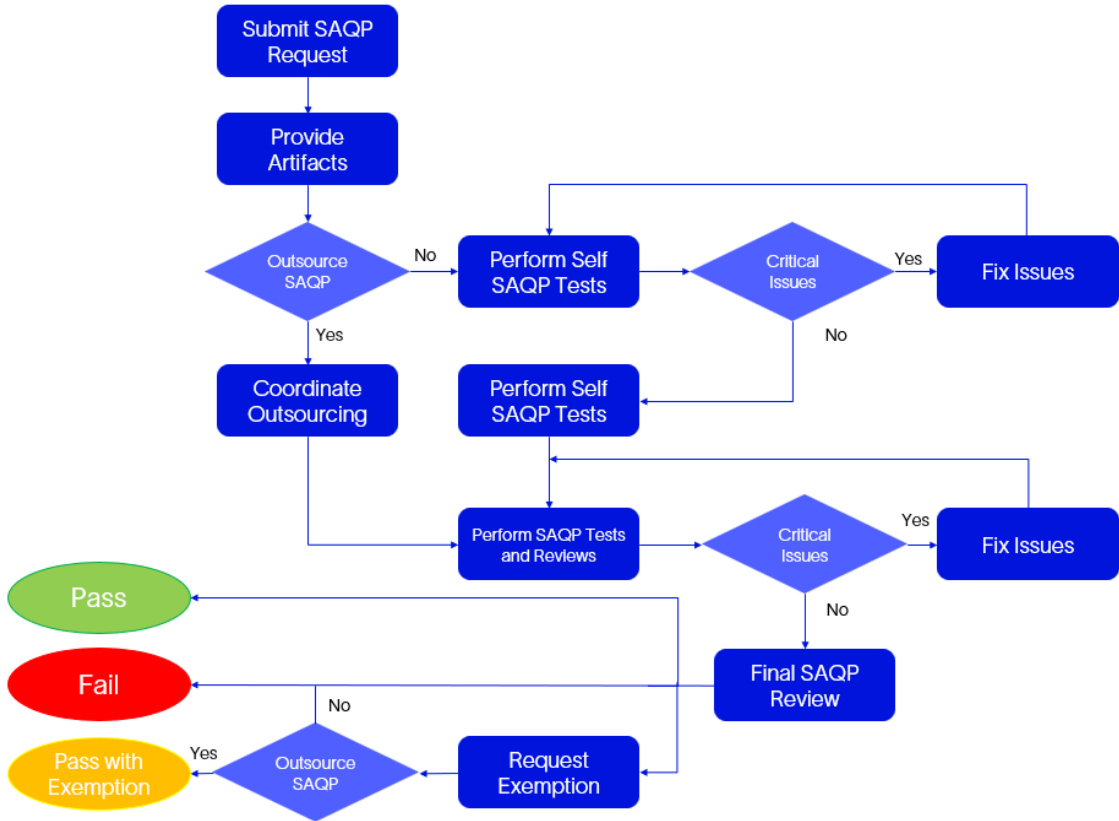 Submit SAQP
Request
Provide
Artifacts
Outsource
SAQP
No
Perform Self
SAQP Tests
Critical
Issues
Yes
Fix Issues
Yes
No
Coordinate
Outsourcing
Perform Self
SAQP Tests
Perform SAQP Tests
and Reviews
Critical
Issues
Yes
Fix Issues
No
Pass
Fail
Final SAQP
Review
No
Pass with
Exemption
Yes
Outsource
SAQP
Request
Exemption